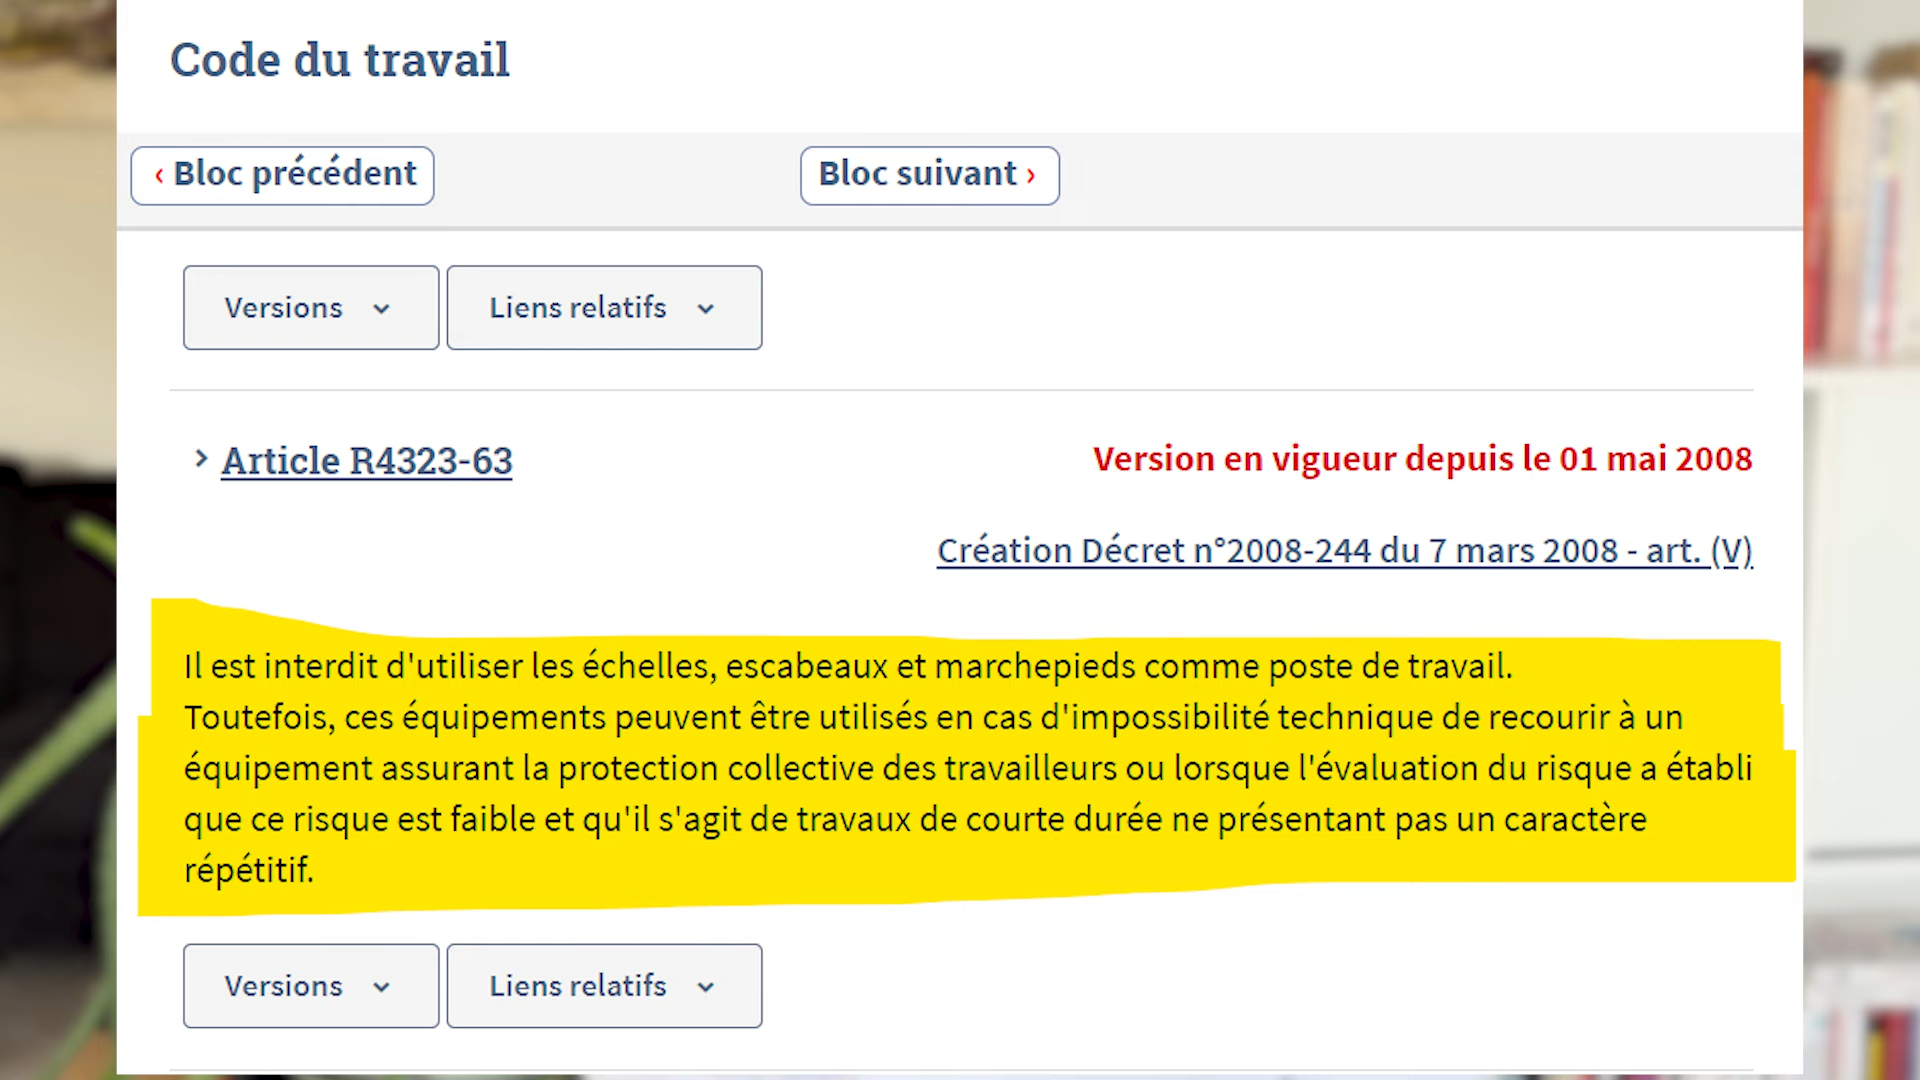 Code du travail
‹ Bloc précédent
Bloc suivant ›
Versions
Liens relatifs
Article R4323-63
Version en vigueur depuis le 01 mai 2008
Création Décret n°2008-244 du 7 mars 2008 - art. (V)
Il est interdit d'utiliser les échelles, escabeaux et marchepieds comme poste de travail.
Toutefois, ces équipements peuvent être utilisés en cas d'impossibilité technique de recourir à un
équipement assurant la protection collective des travailleurs ou lorsque l'évaluation du risque a établi
que ce risque est faible et qu'il s'agit de travaux de courte durée ne présentant pas un caractère
répétitif.
Versions
Liens relatifs